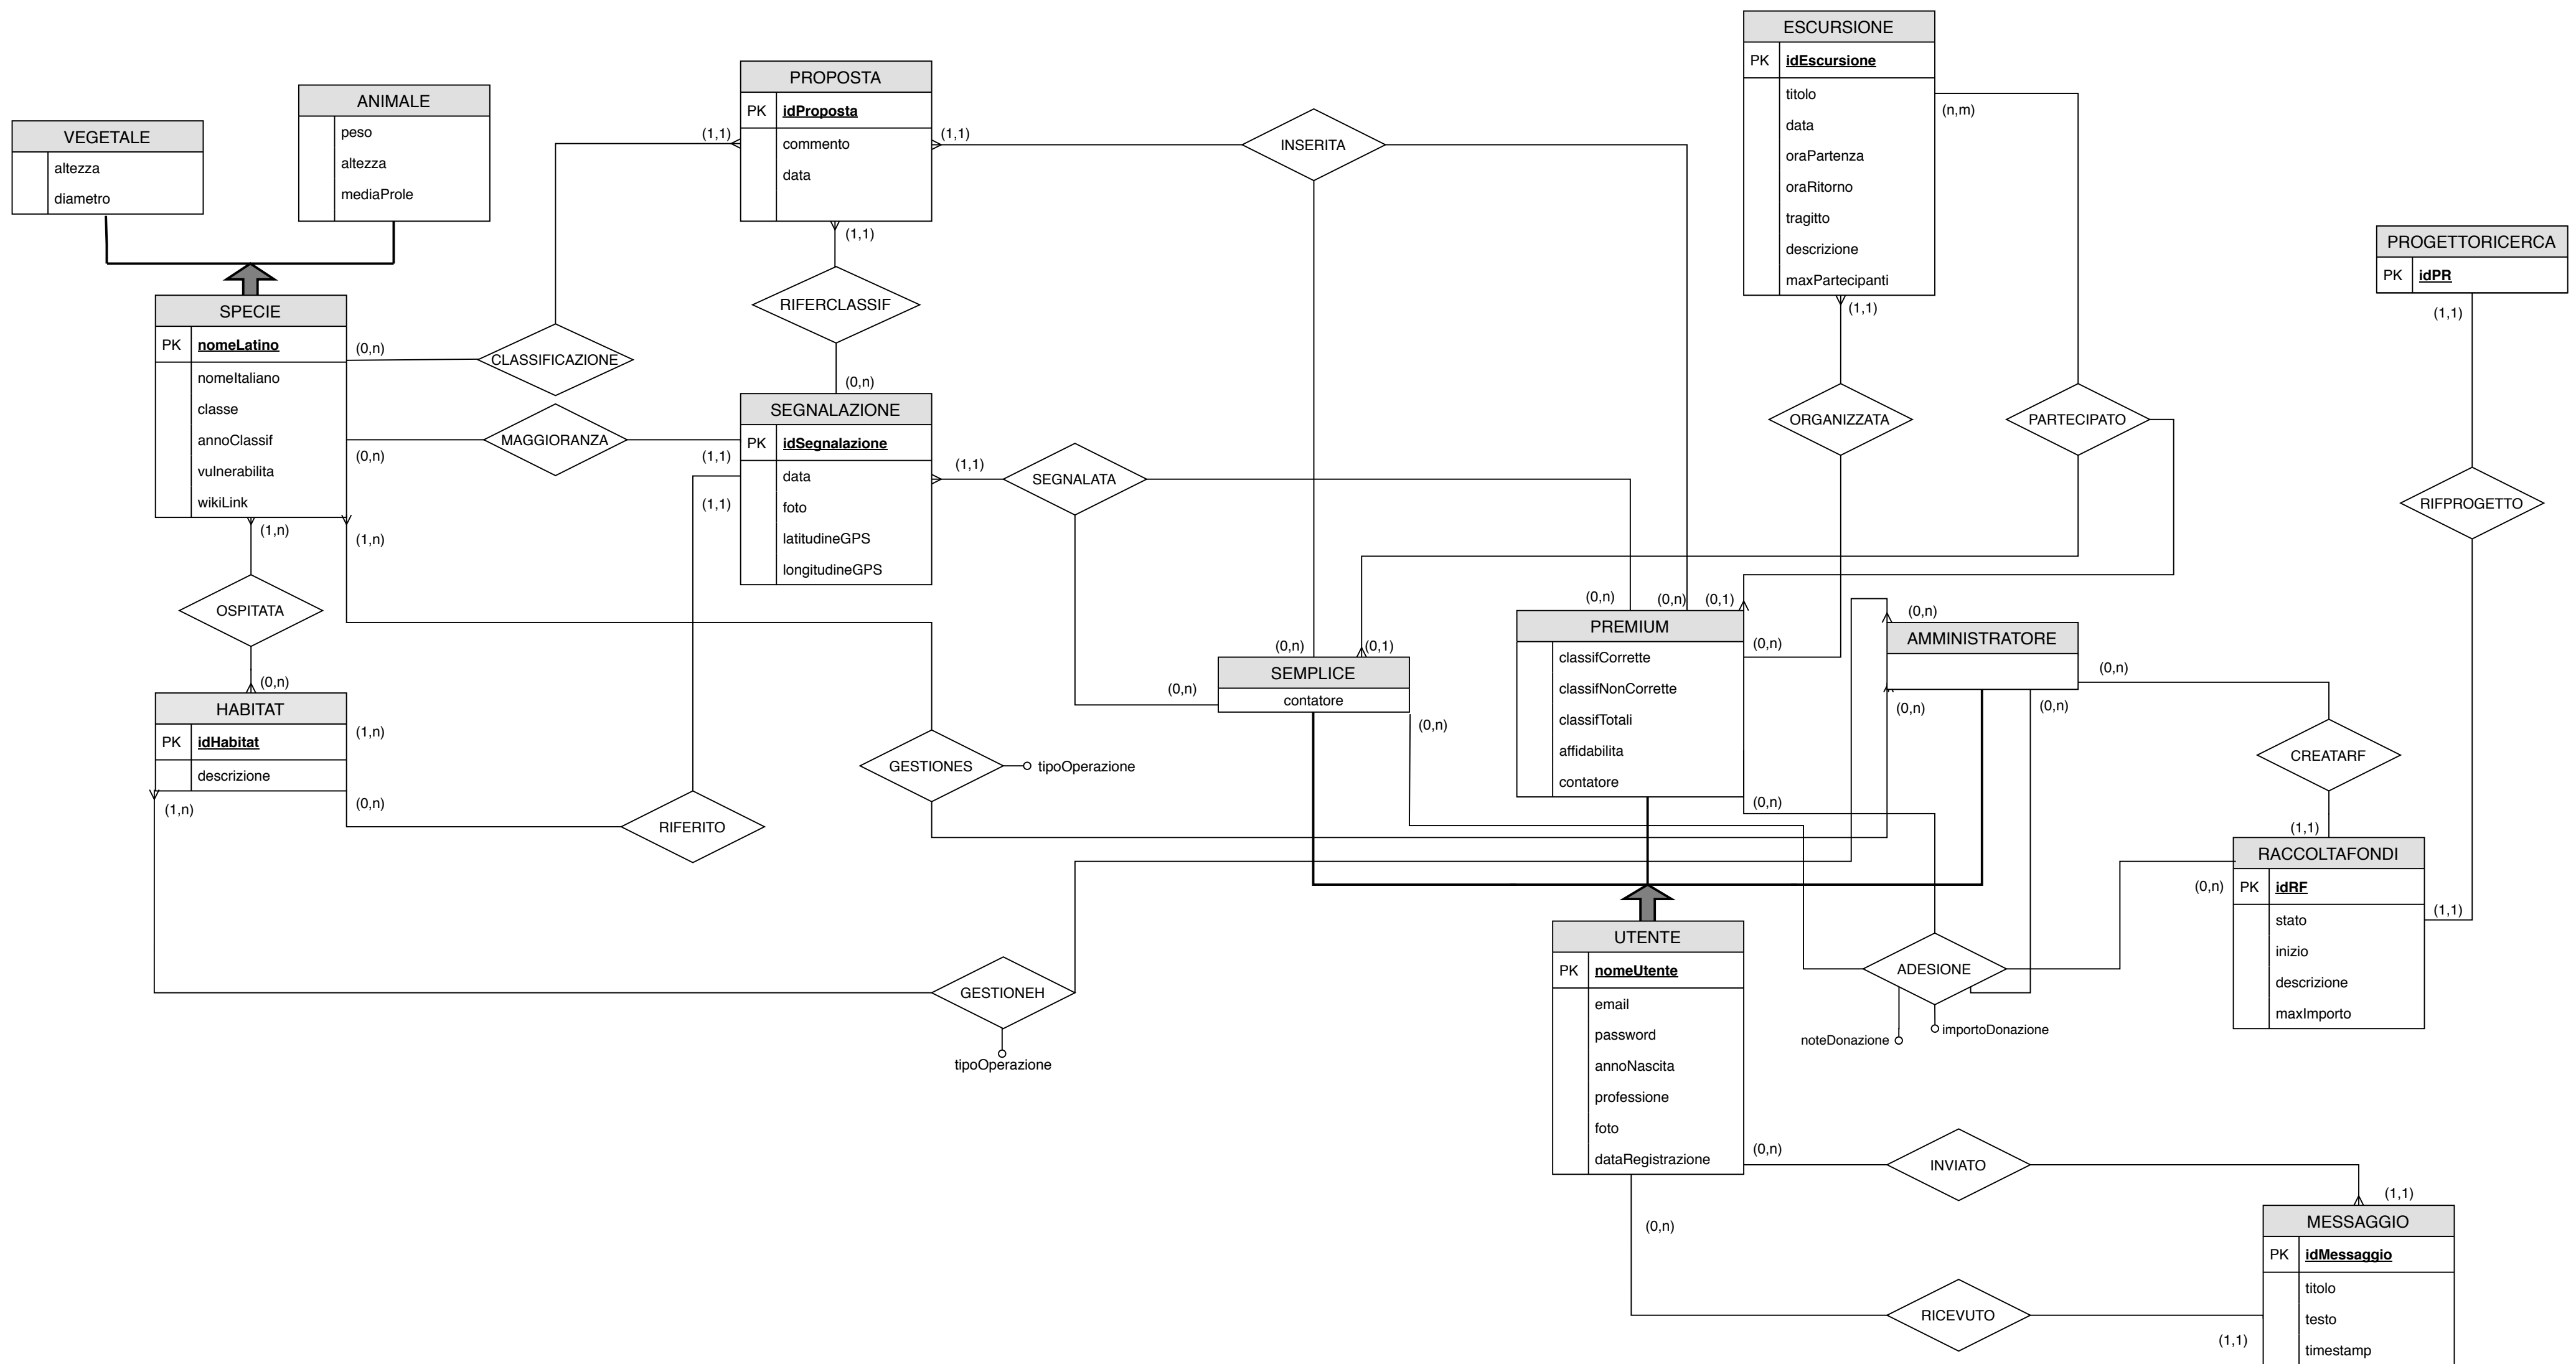 ESCURSIONE
PK idEscursione
titolo
data
oraPartenza
oraRitorno
tragitto
descrizione
maxPartecipanti
(n,m)
(1,1)
PROPOSTA
PK idProposta
commento
data
(1,1)
(1,1)
(1,1)
INSERITA
ANIMALE
peso
altezza
mediaProle
VEGETALE
altezza
diametro
PROGETTORICERCA
PK idPR
(1,1)
RIFERCLASSIF
(0,n)
SPECIE
PK nomeLatino
nomeItaliano
classe
annoClassif
vulnerabilita
wikiLink
(0,n)
CLASSIFICAZIONE
(0,n)
MAGGIORANZA
(1,1)
(1,n)
(1,n)
SEGNALAZIONE
PK idSegnalazione
data
foto
latitudineGPS
longitudineGPS
(1,1)
(1,1)
SEGNALATA
ORGANIZZATA
PARTECIPATO
RIFPROGETTO
OSPITATA
(0,n)
HABITAT
PK idHabitat
descrizione
(1,n)
(0,n)
(1,n)
RIFERITO
GESTIONES
tipoOperazione
(0,n)
(0,1)
(0,n)
SEMPLICE
contatore
(0,n)
(0,n)
(0,n)
(0,1)
PREMIUM
classifCorrette
classifNonCorrette
classifTotali
affidabilita
contatore
(0,n)
(0,n)
(0,n)
AMMINISTRATORE
(0,n)
(0,n)
(0,n)
CREATARF
(1,1)
RACCOLTAFONDI
PK idRF
stato
inizio
descrizione
maxImporto
(0,n)
(1,1)
GESTIONEH
tipoOperazione
UTENTE
PK nomeUtente
email
password
annoNascita
professione
foto
dataRegistrazione
ADESIONE
noteDonazione
importoDonazione
(0,n)
INVIATO
(1,1)
(0,n)
RICEVUTO
(1,1)
MESSAGGIO
PK idMessaggio
titolo
testo
timestamp